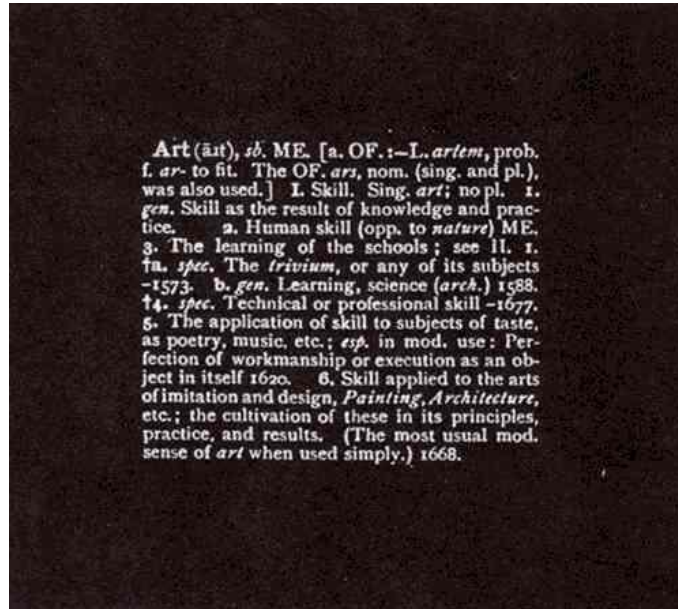 Art (āɪt), sb. ME. [a. OF. :—L. artem, prob.
f. ar- to fit. The OF. ars, nom. (sing. and pl.),
was also used.] I. Skill. Sing. art; no pl. 1.
gen. Skill as the result of knowledge and prac-
tice. 2. Human skill (opp. to nature) ME.
3. The learning of the schools; see II. 1.
†a. spec. The trivium, or any of its subjects
–1573. b. gen. Learning, science (arch.) 1588.
†4. spec. Technical or professional skill –1677.
5. The application of skill to subjects of taste,
as poetry, music, etc.; esp. in mod. use: Per-
fection of workmanship or execution as an ob-
ject in itself 1620. 6. Skill applied to the arts
of imitation and design, Painting, Architecture,
etc.; the cultivation of these in its principles,
practice, and results. (The most usual mod.
sense of art when used simply.) 1668.